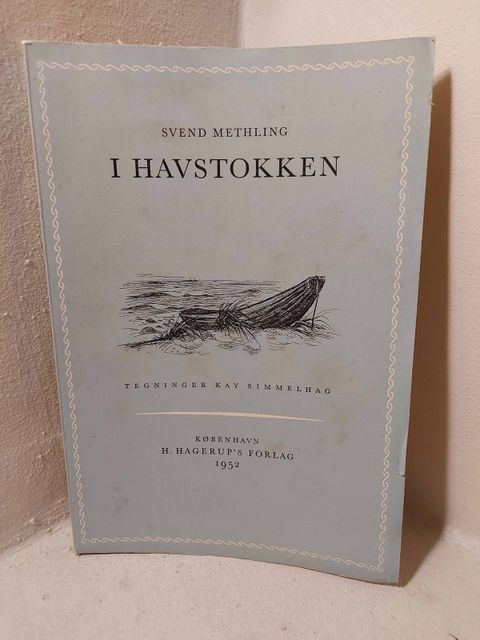 SVEND METHLING
I HAVSTOKKEN
TEGNINGER KAY SIMMELHAG
KØBENHAVN
H. HAGERUP'S FORLAG
1952